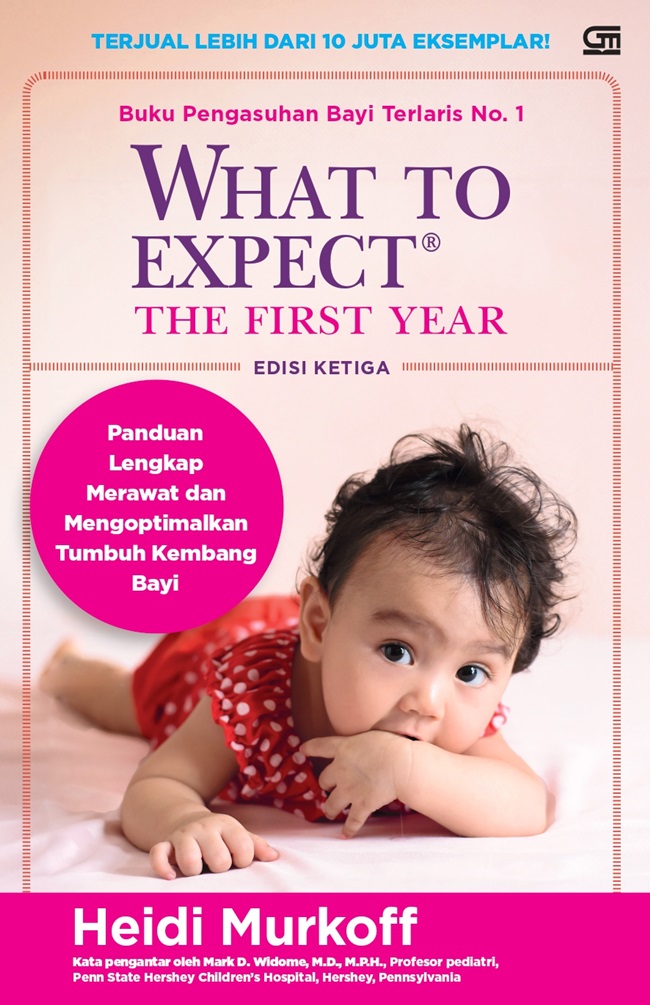 TERJUAL LEBIH DARI 10 JUTA EKSEMPLAR!
GM
Buku Pengasuhan Bayi Terlaris No. 1
WHAT TO
EXPECT®
THE FIRST YEAR
EDISI KETIGA
Panduan
Lengkap
Merawat dan
Mengoptimalkan
Tumbuh Kembang
Bayi
Heidi Murkoff
Kata pengantar oleh Mark D. Widome, M.D., M.P.H., Profesor pediatri,
Penn State Hershey Children's Hospital, Hershey, Pennsylvania